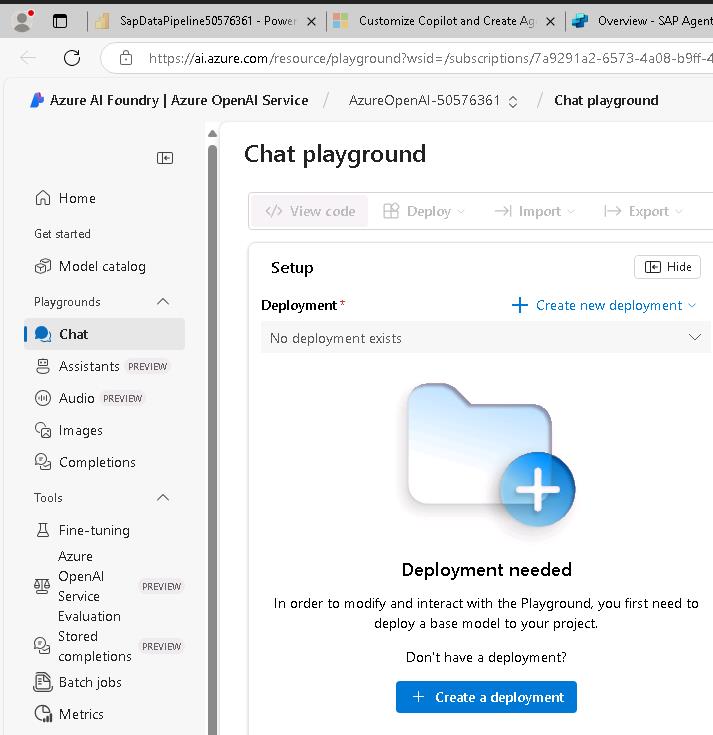 SapDataPipeline50576361 - Power
Customize Copilot and Create Age
Overview - SAP Agent
https://ai.azure.com/resource/playground?wsid=/subscriptions/7a9291a2-6573-4a08-b9ff-4
Azure AI Foundry | Azure OpenAI Service / AzureOpenAI-50576361 / Chat playground
Chat playground
Home
Get started
Model catalog
Playgrounds
Chat
Assistants PREVIEW
Audio PREVIEW
Images
Completions
Tools
Fine-tuning
Azure
OpenAI
Service
Evaluation
PREVIEW
Stored
completions
PREVIEW
Batch jobs
Metrics
</> View code Deploy Import Export
Setup
Hide
Deployment*
+ Create new deployment
No deployment exists
Deployment needed
In order to modify and interact with the Playground, you first need to
deploy a base model to your project.
Don't have a deployment?
+ Create a deployment